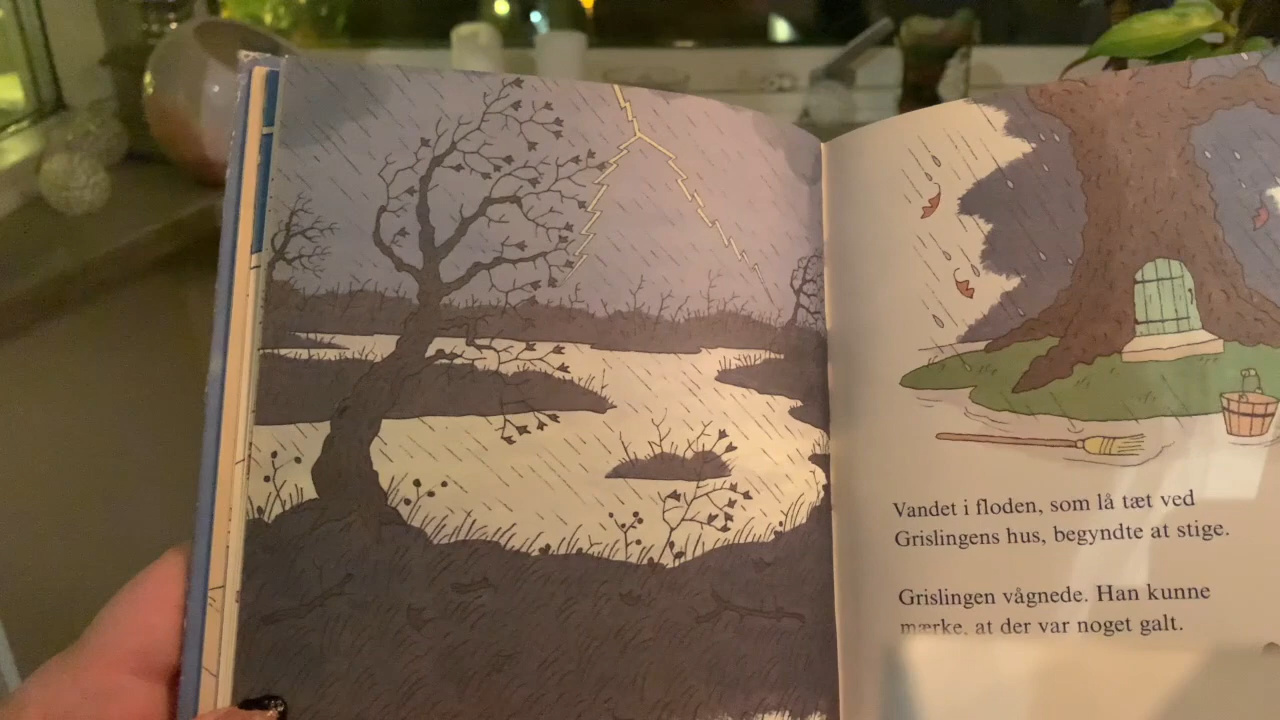 Vandet i floden, som lå tæt ved
Grislingens hus, begyndte at stige.
Grislingen vågnede. Han kunne
mærke, at der var noget galt.